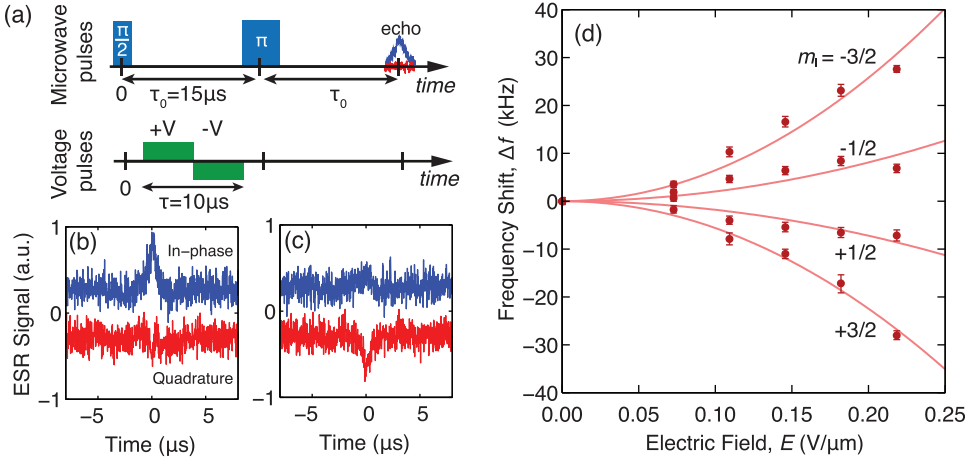 (a)
Microwave pulses
π/2
π
echo
0
τ₀=15μs
τ₀
time
Voltage pulses
+V
-V
0
τ=10μs
time
(b)
In−phase
Quadrature
(c)
ESR Signal (a.u.)
1
0
−1
−5
0
5
Time (μs)
1
0
−1
−5
0
5
Time (μs)
(d)
mI = -3/2
-1/2
+1/2
+3/2
Frequency Shift, Δf (kHz)
40
30
20
10
0
−10
−20
−30
−40
0.00
0.05
0.10
0.15
0.20
0.25
Electric Field, E (V/μm)